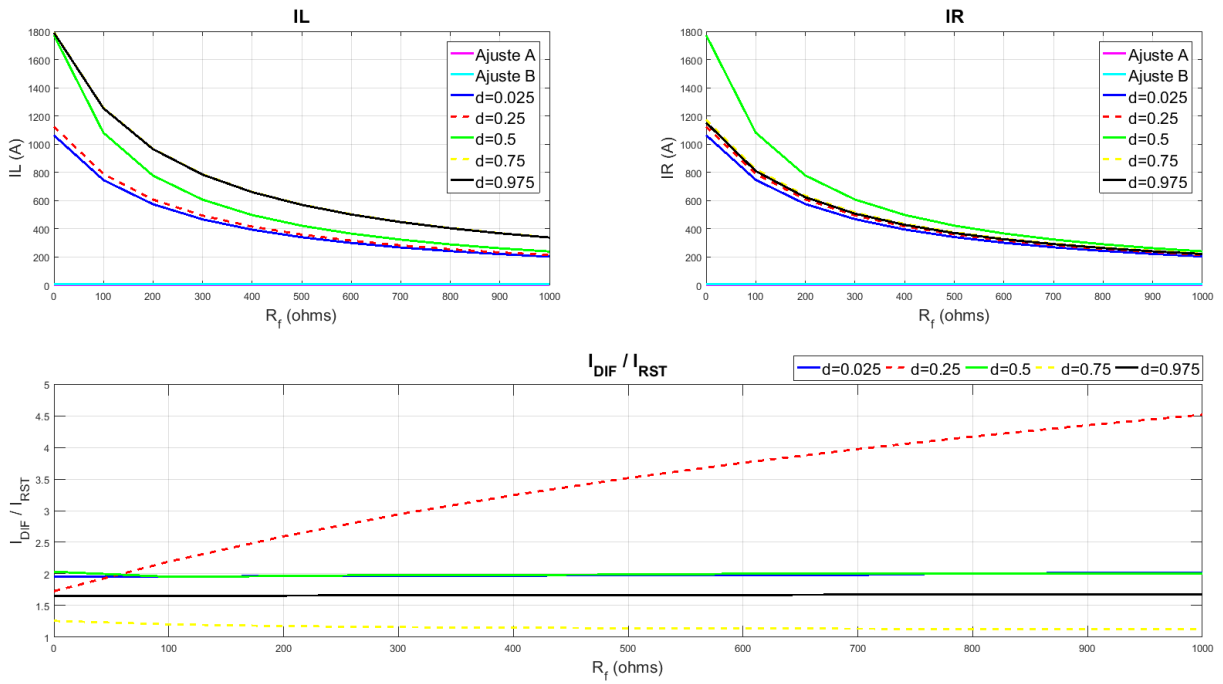 IL
1800
1600
1400
1200
1000
800
600
400
200
0
IL (A)
0 100 200 300 400 500 600 700 800 900 1000
R_f (ohms)
Ajuste A
Ajuste B
d=0.025
d=0.25
d=0.5
d=0.75
d=0.975
IR
1800
1600
1400
1200
1000
800
600
400
200
0
IR (A)
0 100 200 300 400 500 600 700 800 900 1000
R_f (ohms)
Ajuste A
Ajuste B
d=0.025
d=0.25
d=0.5
d=0.75
d=0.975
I_DIF / I_RST
d=0.025 d=0.25 d=0.5 d=0.75 d=0.975
5
4.5
4
3.5
3
2.5
2
1.5
1
I_DIF / I_RST
0 100 200 300 400 500 600 700 800 900 1000
R_f (ohms)